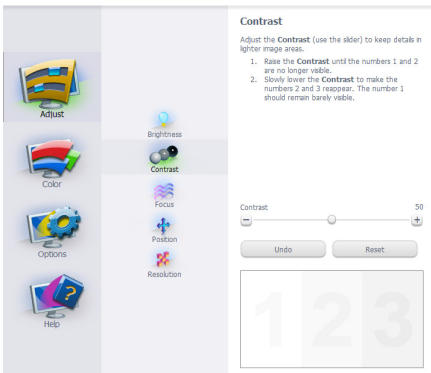 Contrast
Adjust the Contrast (use the slider) to keep details in
lighter image areas.
1. Raise the Contrast until the numbers 1 and 2
are no longer visible.
2. Slowly lower the Contrast to make the
numbers 2 and 3 reappear. The number 1
should remain barely visible.
Adjust
Color
Options
Help
Brightness
Contrast
Focus
Position
Resolution
Contrast 50
Undo Reset
1 2 3